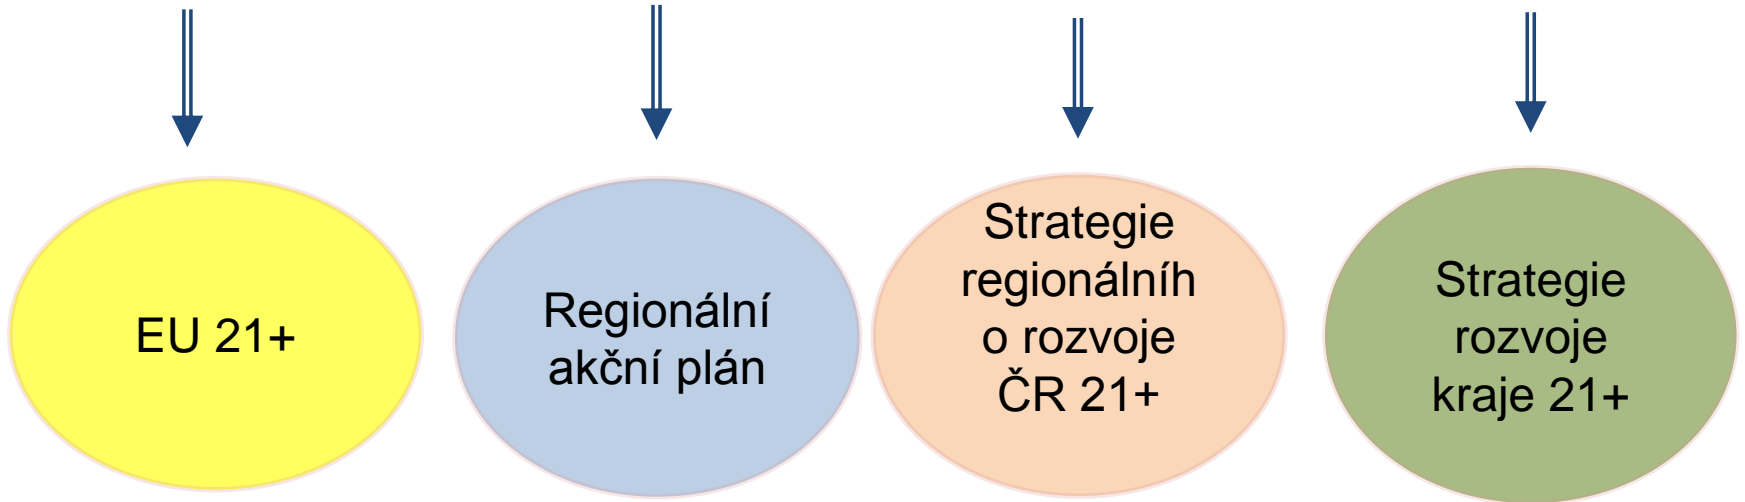 EU 21+
Regionální
akční plán
Strategie
regionálníh
o rozvoje
ČR 21+
Strategie
rozvoje
kraje 21+